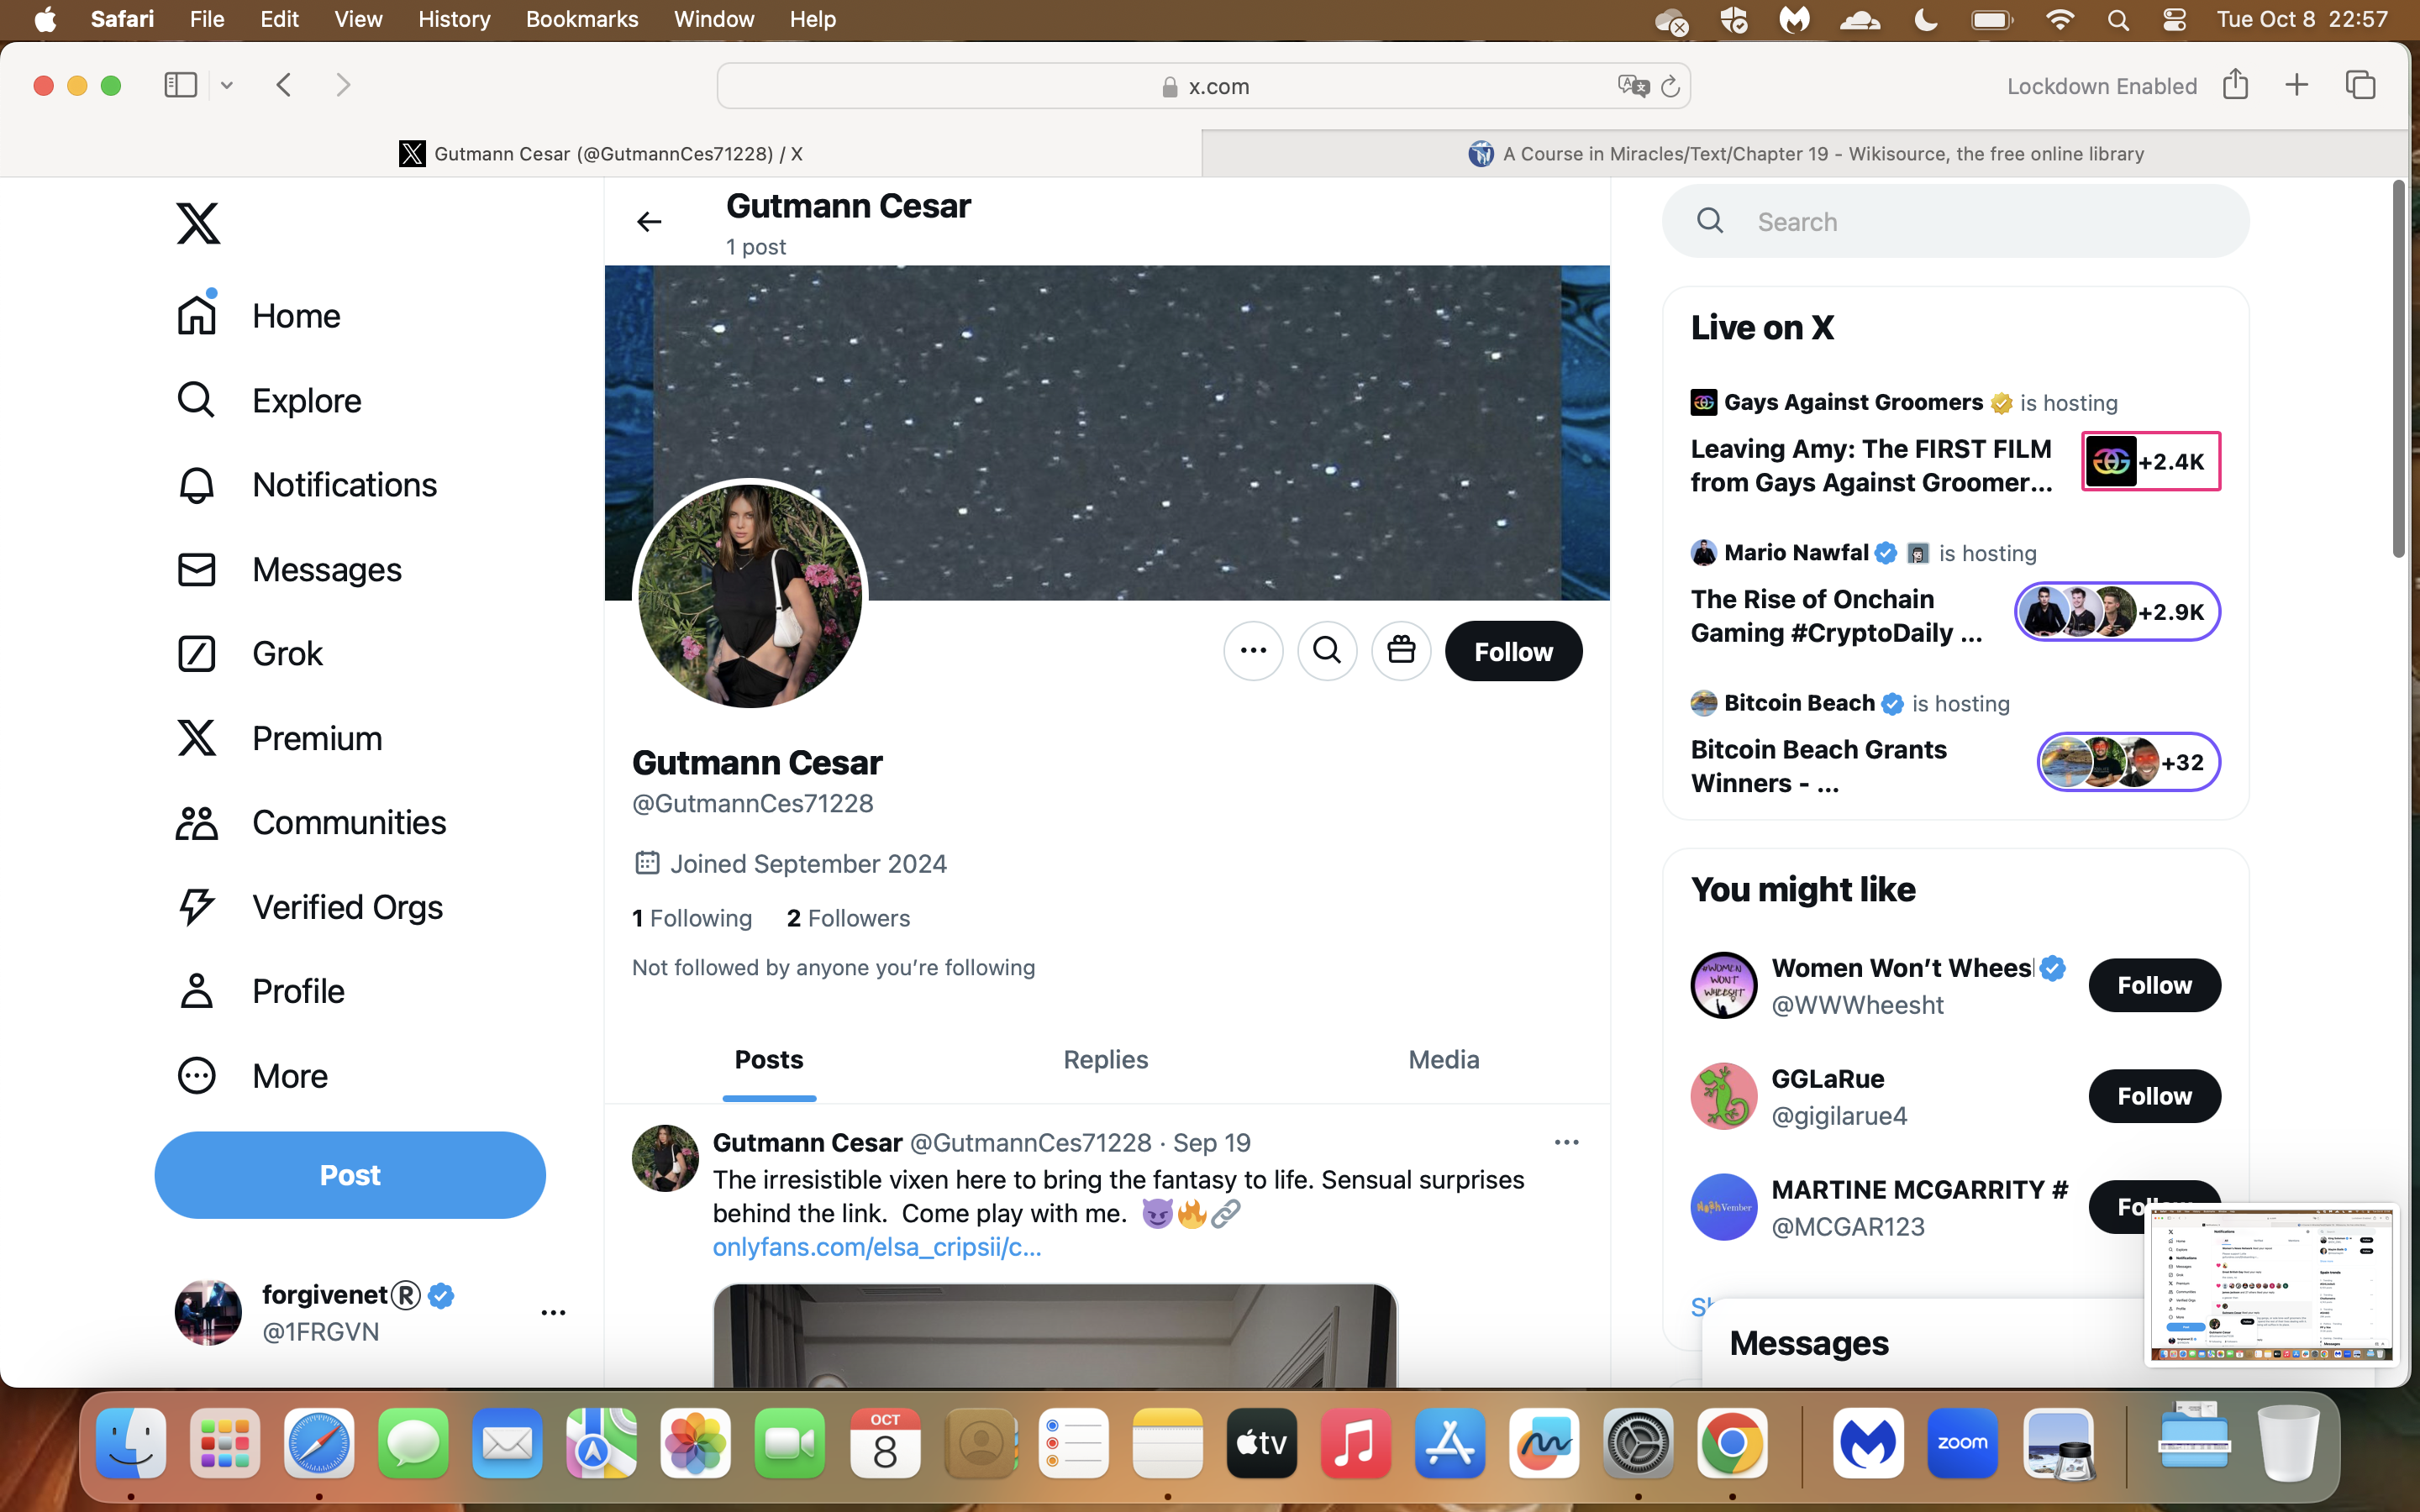 Safari File Edit View History Bookmarks Window Help Tue Oct 8 22:57
x.com Lockdown Enabled
Gutmann Cesar (@GutmannCes71228) / X A Course in Miracles/Text/Chapter 19 - Wikisource, the free online library
Home
Explore
Notifications
Messages
Grok
Premium
Communities
Verified Orgs
Profile
More
Post
forgivenet® 
@1FRGVN
Gutmann Cesar
1 post
Follow
Gutmann Cesar
@GutmannCes71228
Joined September 2024
1 Following 2 Followers
Not followed by anyone you’re following
Posts Replies Media
Gutmann Cesar @GutmannCes71228 · Sep 19
The irresistible vixen here to bring the fantasy to life. Sensual surprises
behind the link. Come play with me. 😈🔥🔗
onlyfans.com/elsa_cripsii/c...
Search
Live on X
Gays Against Groomers is hosting
Leaving Amy: The FIRST FILM
from Gays Against Groomer...
+2.4K
Mario Nawfal is hosting
The Rise of Onchain
Gaming #CryptoDaily ...
+2.9K
Bitcoin Beach is hosting
Bitcoin Beach Grants
Winners - ...
+32
You might like
Women Won’t Whees
@WWWheesht
Follow
GGLaRue
@gigilarue4
Follow
MARTINE MCGARRITY #
@MCGAR123
Messages
OCT
8
tv
zoom